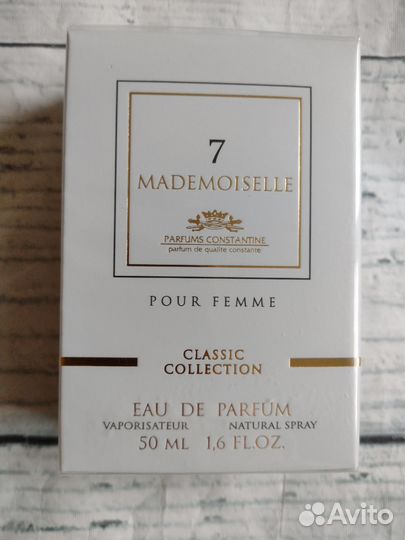 7
MADEMOISELLE
PARFUMS CONSTANTINE
parfum de qualite constante
POUR FEMME
CLASSIC
COLLECTION
EAU DE PARFUM
VAPORISATEUR NATURAL SPRAY
50 ML 1,6 FL.OZ.
Avito